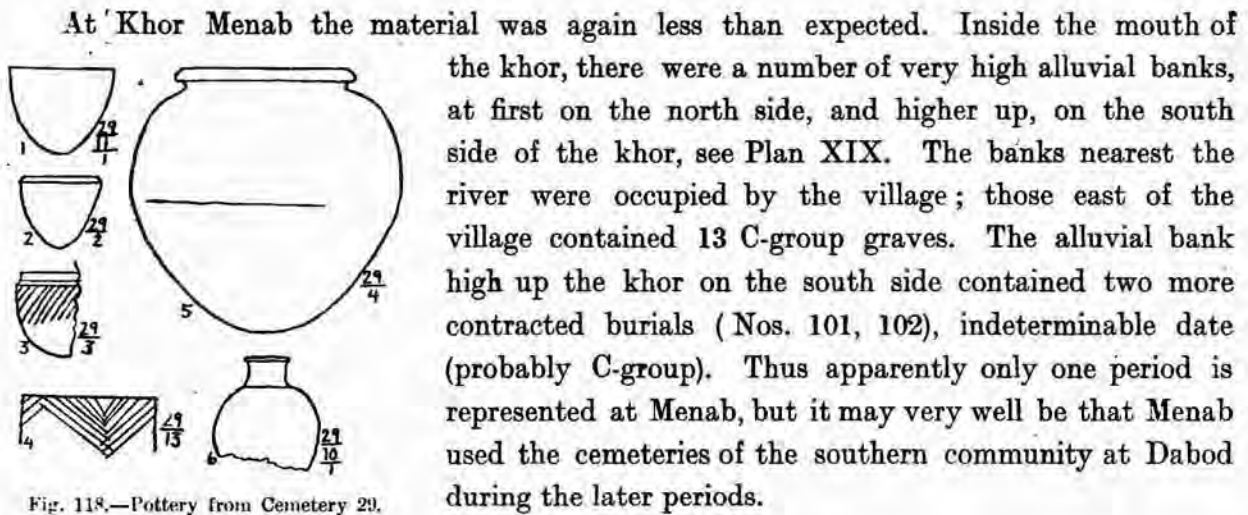 At Khor Menab the material was again less than expected. Inside the mouth of
the khor, there were a number of very high alluvial banks,
at first on the north side, and higher up, on the south
side of the khor, see Plan XIX. The banks nearest the
river were occupied by the village; those east of the
village contained 13 C-group graves. The alluvial bank
high up the khor on the south side contained two more
contracted burials (Nos. 101, 102), indeterminable date
(probably C-group). Thus apparently only one period is
represented at Menab, but it may very well be that Menab
used the cemeteries of the southern community at Dabod
during the later periods.
1
29
11
1
2
29
2
3
29
3
4
29
13
5
29
4
6
29
10
1
Fig. 118.—Pottery from Cemetery 29.